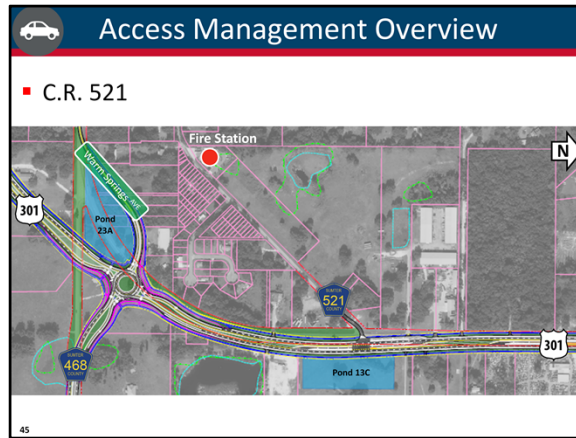 Access Management Overview
C.R. 521
Fire Station
N
Warm Springs AVE
301
Pond
23A
SUMTER
521
COUNTY
SUMTER
468
COUNTY
301
Pond 13C
45